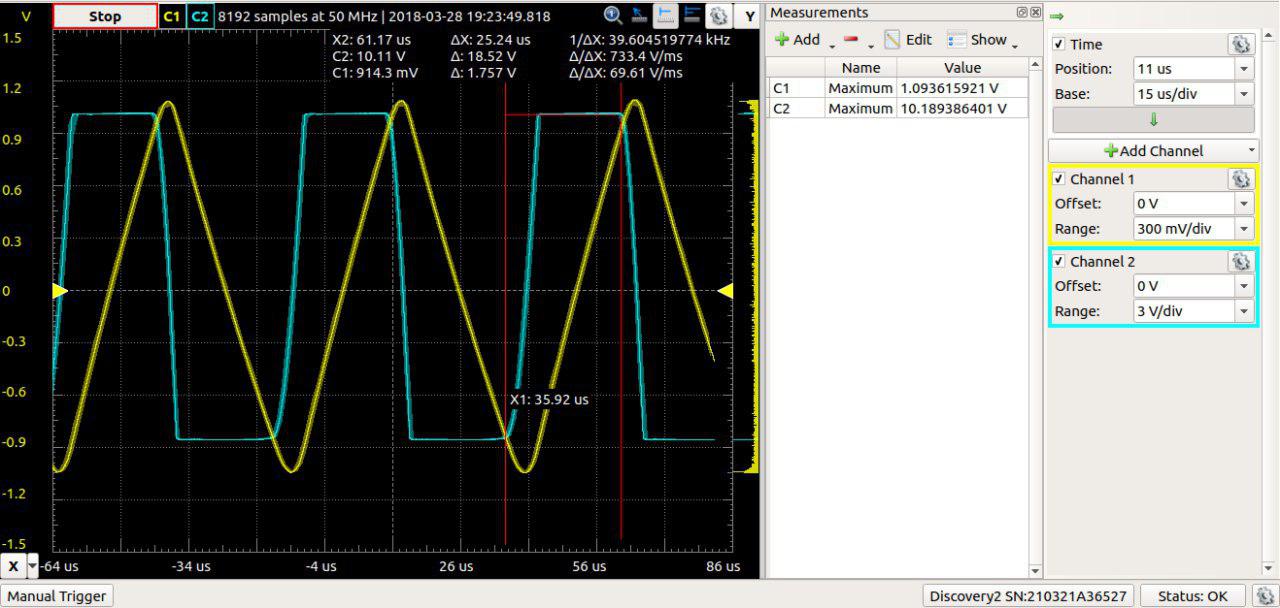 V Stop C1 C2 8192 samples at 50 MHz | 2018-03-28 19:23:49.818 Y
X2: 61.17 us ΔX: 25.24 us 1/ΔX: 39.604519774 kHz
C2: 10.11 V Δ: 18.52 V Δ/ΔX: 733.4 V/ms
C1: 914.3 mV Δ: 1.757 V Δ/ΔX: 69.61 V/ms
1.5
1.2
0.9
0.6
0.3
0
-0.3
-0.6
-0.9
-1.2
-1.5
X1: 35.92 us
X -64 us -34 us -4 us 26 us 56 us 86 us
Measurements
Add Edit Show
Name Value
C1 Maximum 1.093615921 V
C2 Maximum 10.189386401 V
Time
Position: 11 us
Base: 15 us/div
Add Channel
Channel 1
Offset: 0 V
Range: 300 mV/div
Channel 2
Offset: 0 V
Range: 3 V/div
Manual Trigger Discovery2 SN:210321A36527 Status: OK